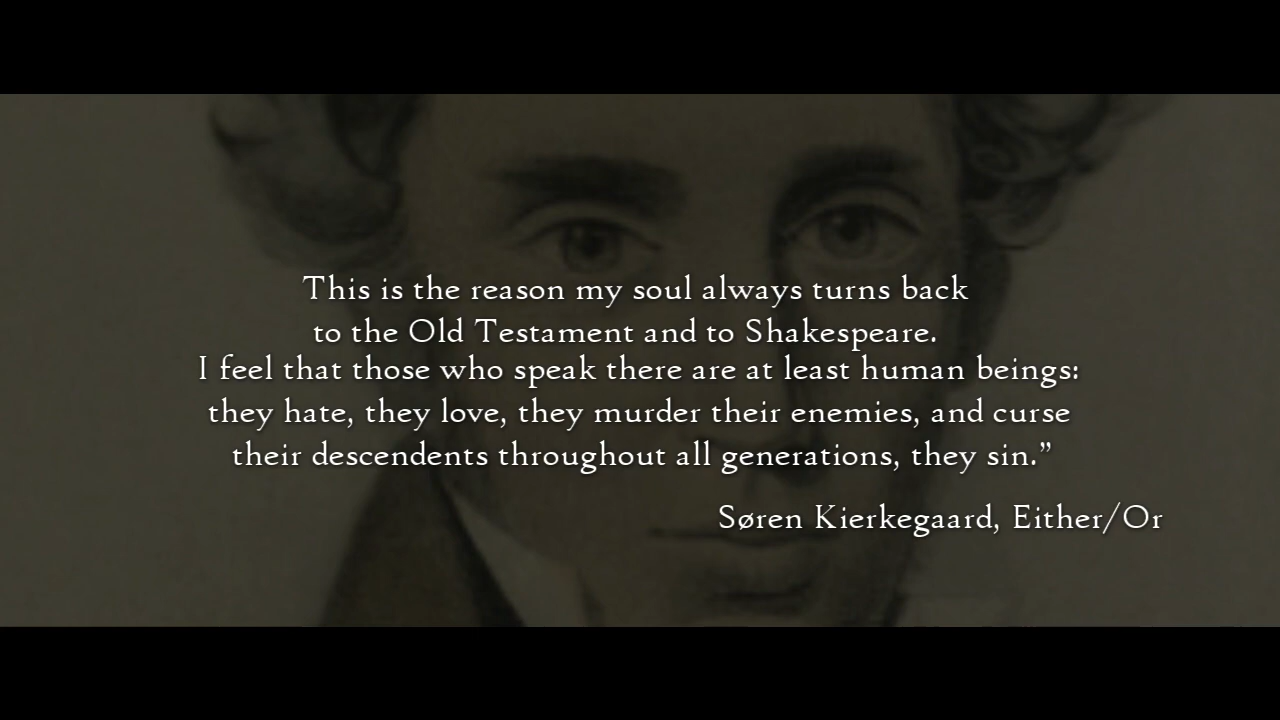 This is the reason my soul always turns back
to the Old Testament and to Shakespeare.
I feel that those who speak there are at least human beings:
they hate, they love, they murder their enemies, and curse
their descendents throughout all generations, they sin.”
Søren Kierkegaard, Either/Or